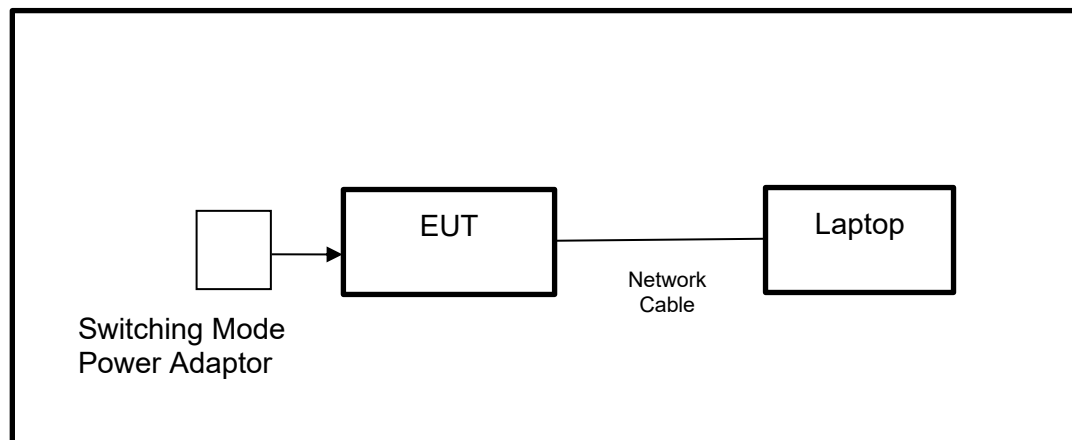 EUT
Laptop
Network
Cable
Switching Mode
Power Adaptor